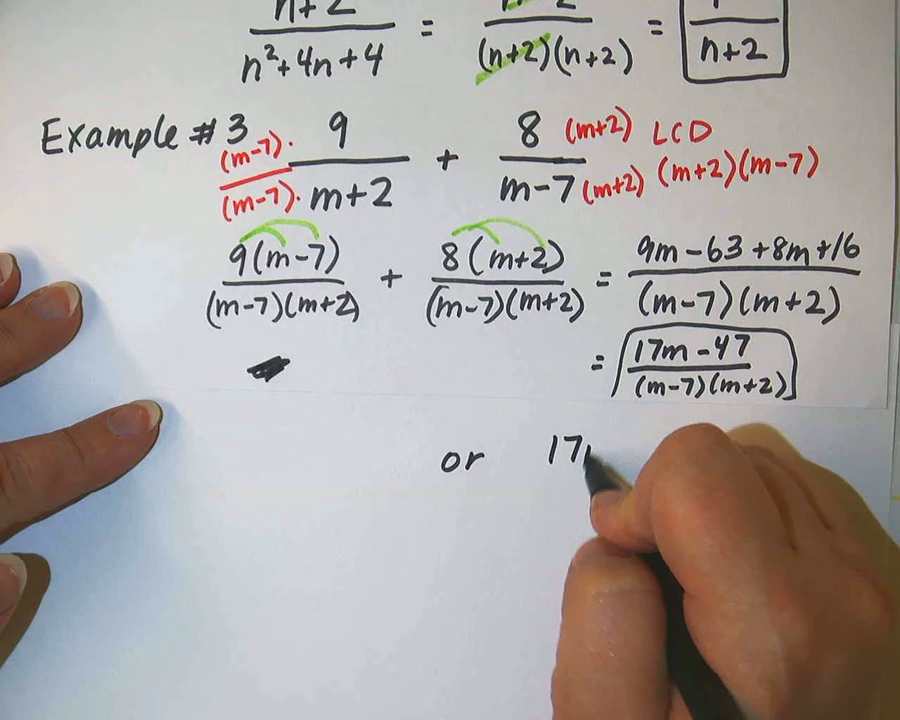 n+2 / n²+4n+4 = n+2 / (n+2)(n+2) = / n+2
Example #3 (m-7)· / (m-7)· 9 / m+2 + 8 (m+2) / m-7 (m+2) LCD (m+2)(m-7)
9(m-7) / (m-7)(m+2) + 8(m+2) / (m-7)(m+2) = 9m-63+8m+16 / (m-7)(m+2)
= 17m-47 / (m-7)(m+2)
or 17